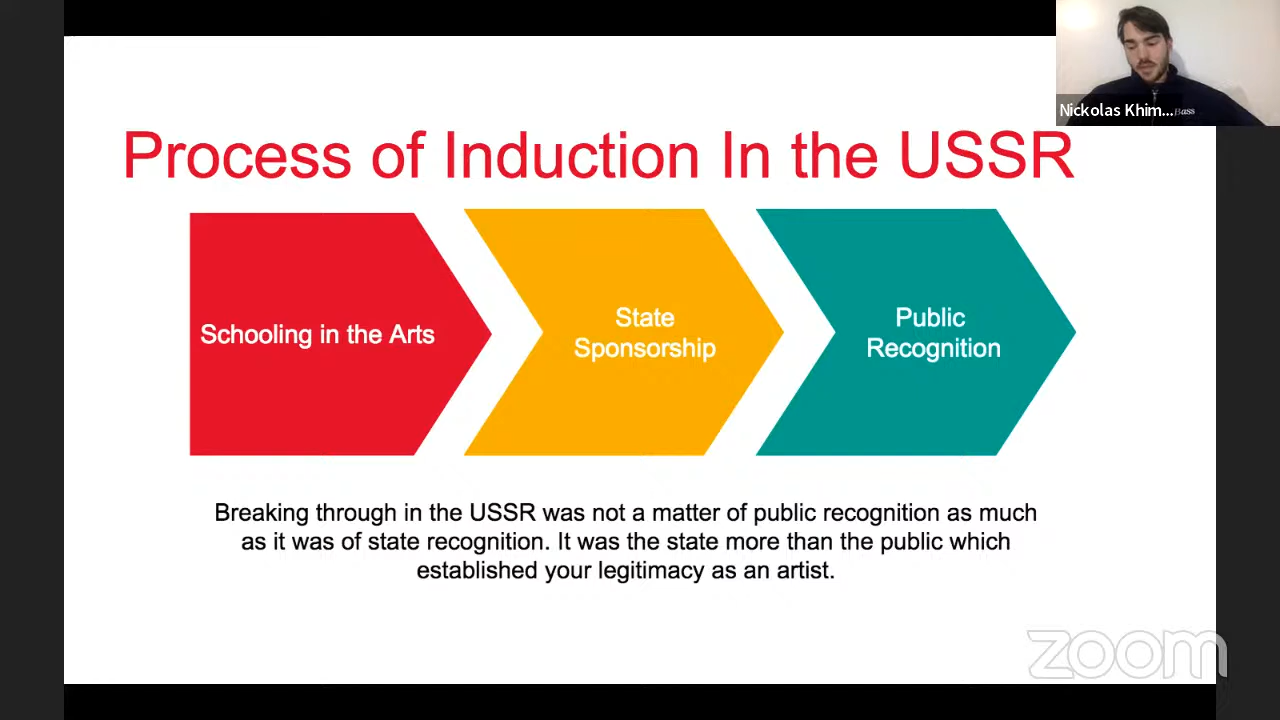 Nickolas Khim...
Bass
Process of Induction In the USSR
Schooling in the Arts
State
Sponsorship
Public
Recognition
Breaking through in the USSR was not a matter of public recognition as much
as it was of state recognition. It was the state more than the public which
established your legitimacy as an artist.
zoom